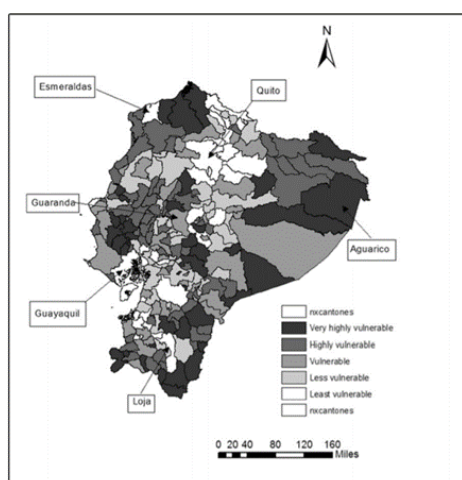 N
Esmeraldas
Quito
Guaranda
Aguarico
Guayaquil
nxcantones
Very highly vulnerable
Highly vulnerable
Vulnerable
Less vulnerable
Least vulnerable
nxcantones
Loja
0 20 40 80 120 160
Miles